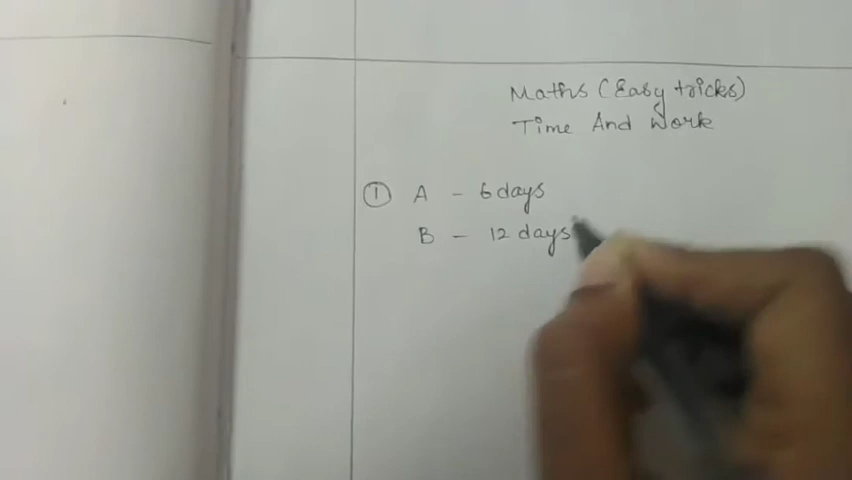 Maths (Easy tricks)
Time And Work
① A - 6 days
B - 12 days